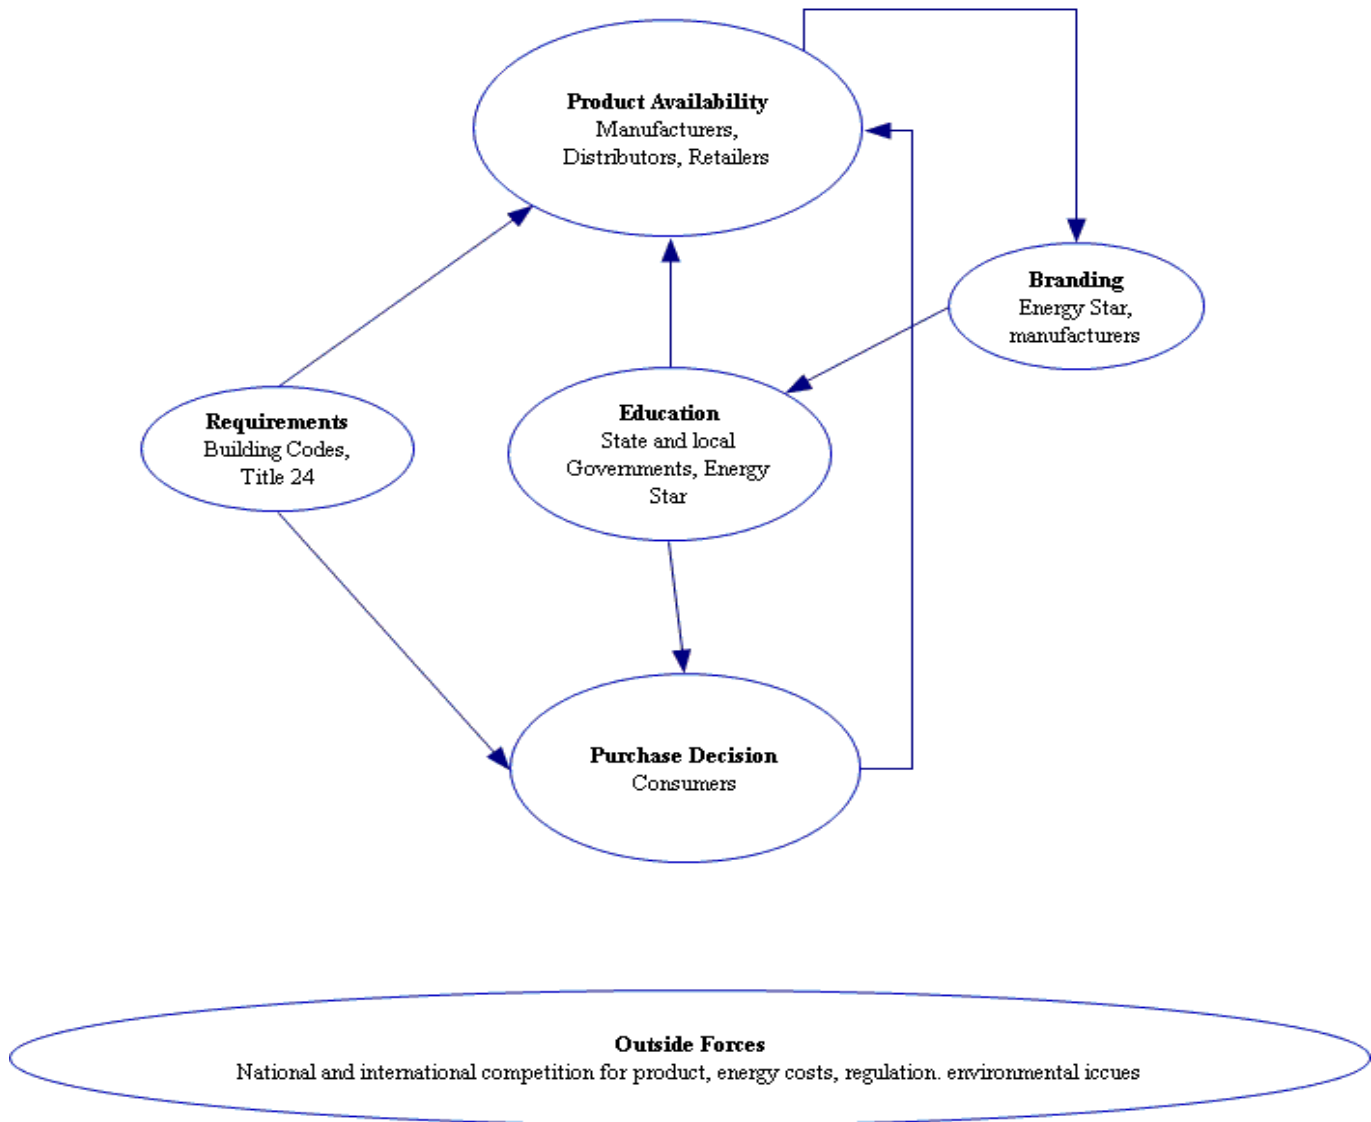 Product Availability
Manufacturers,
Distributors, Retailers
Branding
Energy Star,
manufacturers
Requirements
Building Codes,
Title 24
Education
State and local
Governments, Energy
Star
Purchase Decision
Consumers
Outside Forces
National and international competition for product, energy costs, regulation. environmental iccues